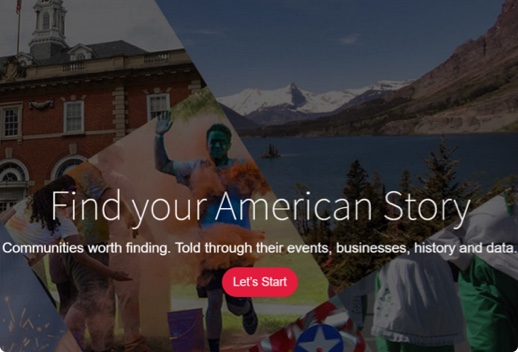 Find your American Story
Communities worth finding. Told through their events, businesses, history and data.
Let's Start